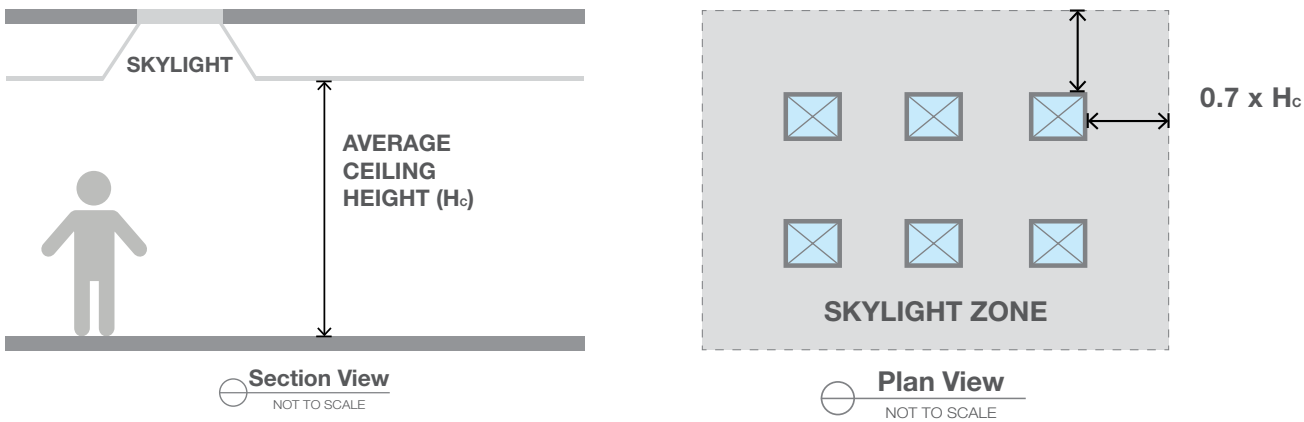 SKYLIGHT
AVERAGE
CEILING
HEIGHT (Hc)
Section View
NOT TO SCALE
0.7 x Hc
SKYLIGHT ZONE
Plan View
NOT TO SCALE